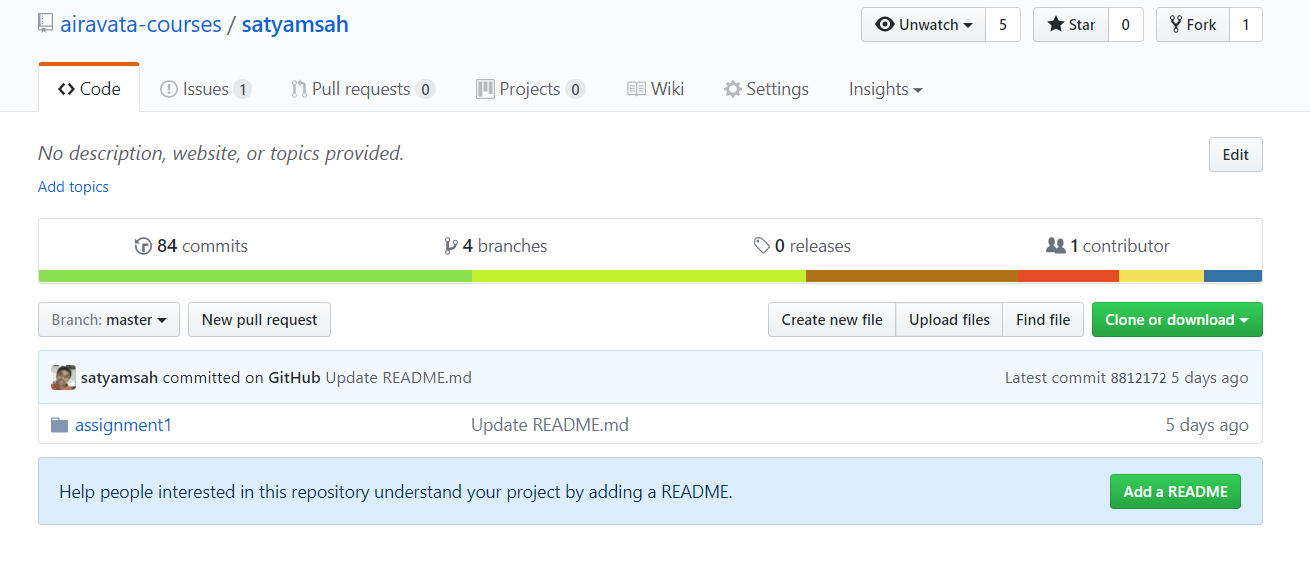 airavata-courses / satyamsah
Unwatch 5 Star 0 Fork 1
Code Issues 1 Pull requests 0 Projects 0 Wiki Settings Insights
No description, website, or topics provided.
Edit
Add topics
84 commits 4 branches 0 releases 1 contributor
Branch: master New pull request Create new file Upload files Find file Clone or download
satyamsah committed on GitHub Update README.md Latest commit 8812172 5 days ago
assignment1 Update README.md 5 days ago
Help people interested in this repository understand your project by adding a README. Add a README